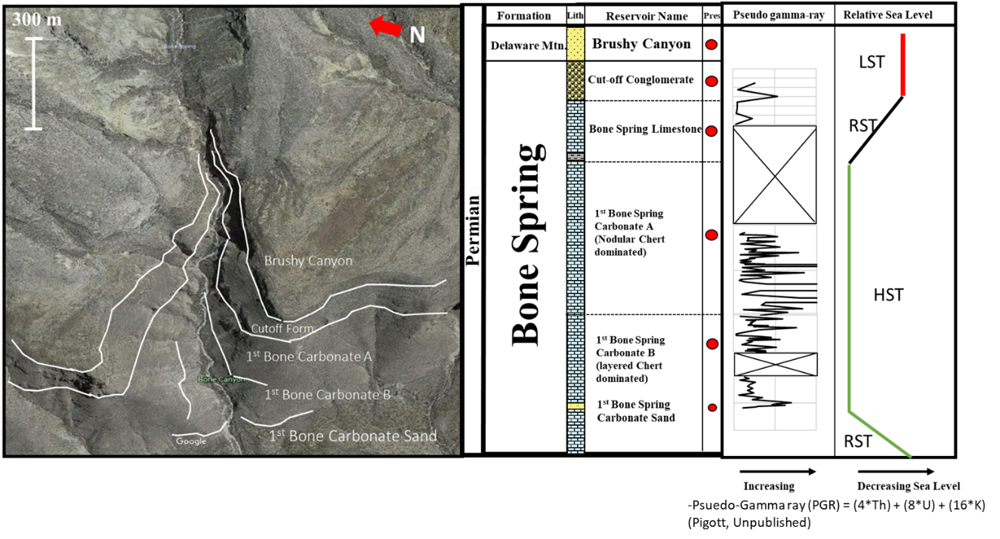 300 m
N
Bone Spring
Brushy Canyon
Cutoff Form
1st Bone Carbonate A
Bone Canyon
1st Bone Carbonate B
1st Bone Carbonate Sand
Google
Formation
Lith
Reservoir Name
Pres
Pseudo gamma-ray
Relative Sea Level
Permian
Delaware Mtn.
Brushy Canyon
Bone Spring
Cut-off Conglomerate
Bone Spring Limestone
1st Bone Spring
Carbonate A
(Nodular Chert
dominated)
1st Bone Spring
Carbonate B
(layered Chert
dominated)
1st Bone Spring
Carbonate Sand
LST
RST
HST
RST
Increasing
Decreasing Sea Level
-Psuedo-Gamma ray (PGR) = (4*Th) + (8*U) + (16*K)
(Pigott, Unpublished)